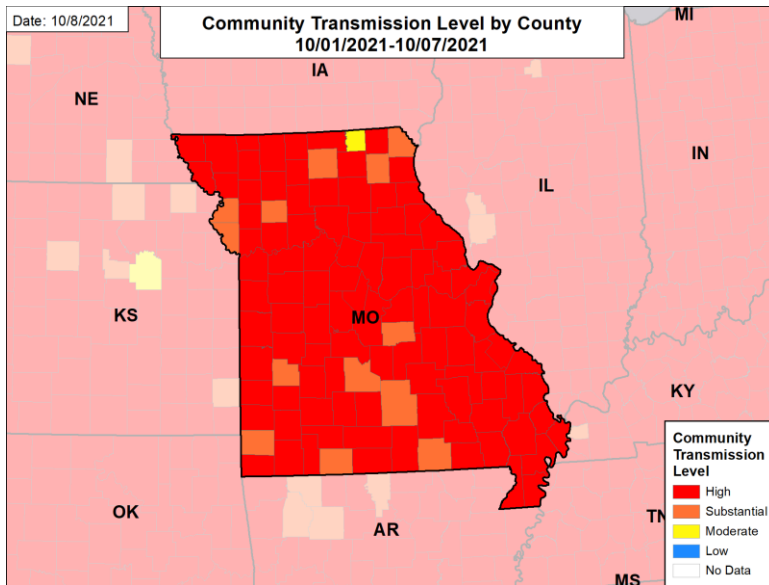 Date: 10/8/2021
Community Transmission Level by County
10/01/2021-10/07/2021
MI
IA
NE
IN
IL
KS
MO
KY
OK
AR
TN
MS
Community
Transmission
Level
High
Substantial
Moderate
Low
No Data